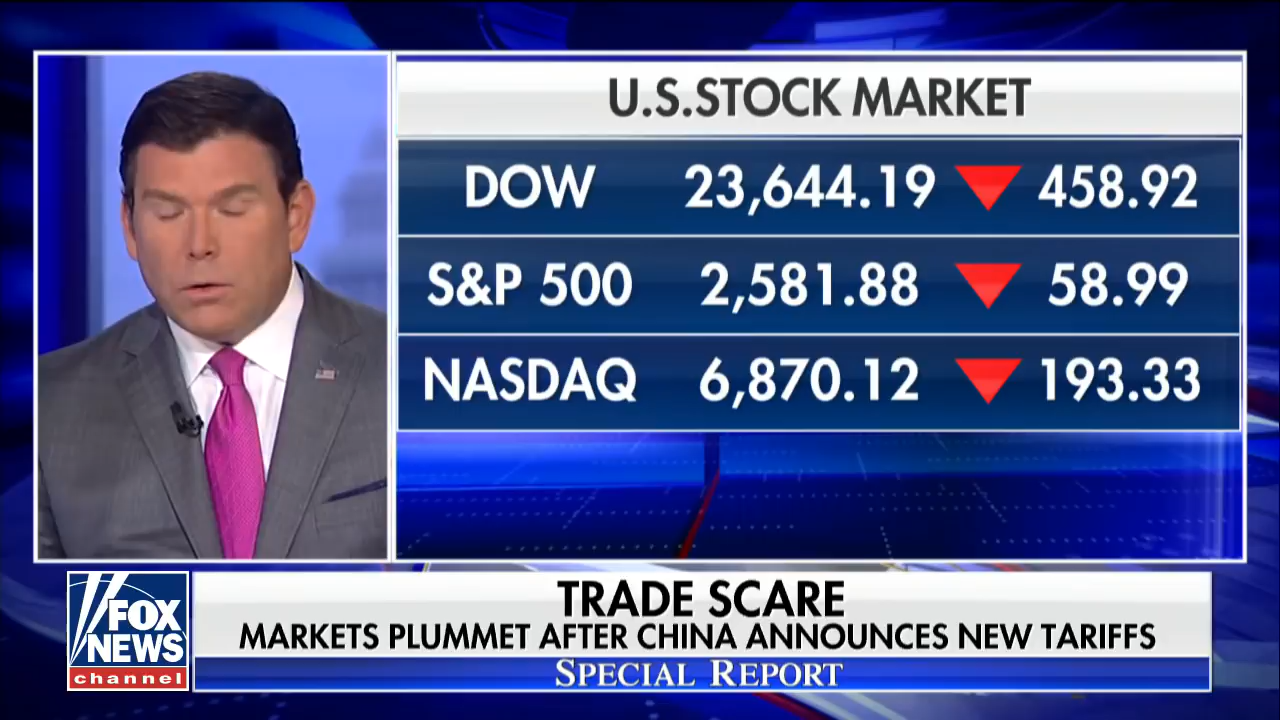 U.S.STOCK MARKET
DOW 23,644.19 ▼ 458.92
S&P 500 2,581.88 ▼ 58.99
NASDAQ 6,870.12 ▼ 193.33
TRADE SCARE
MARKETS PLUMMET AFTER CHINA ANNOUNCES NEW TARIFFS
SPECIAL REPORT
FOX
NEWS
channel